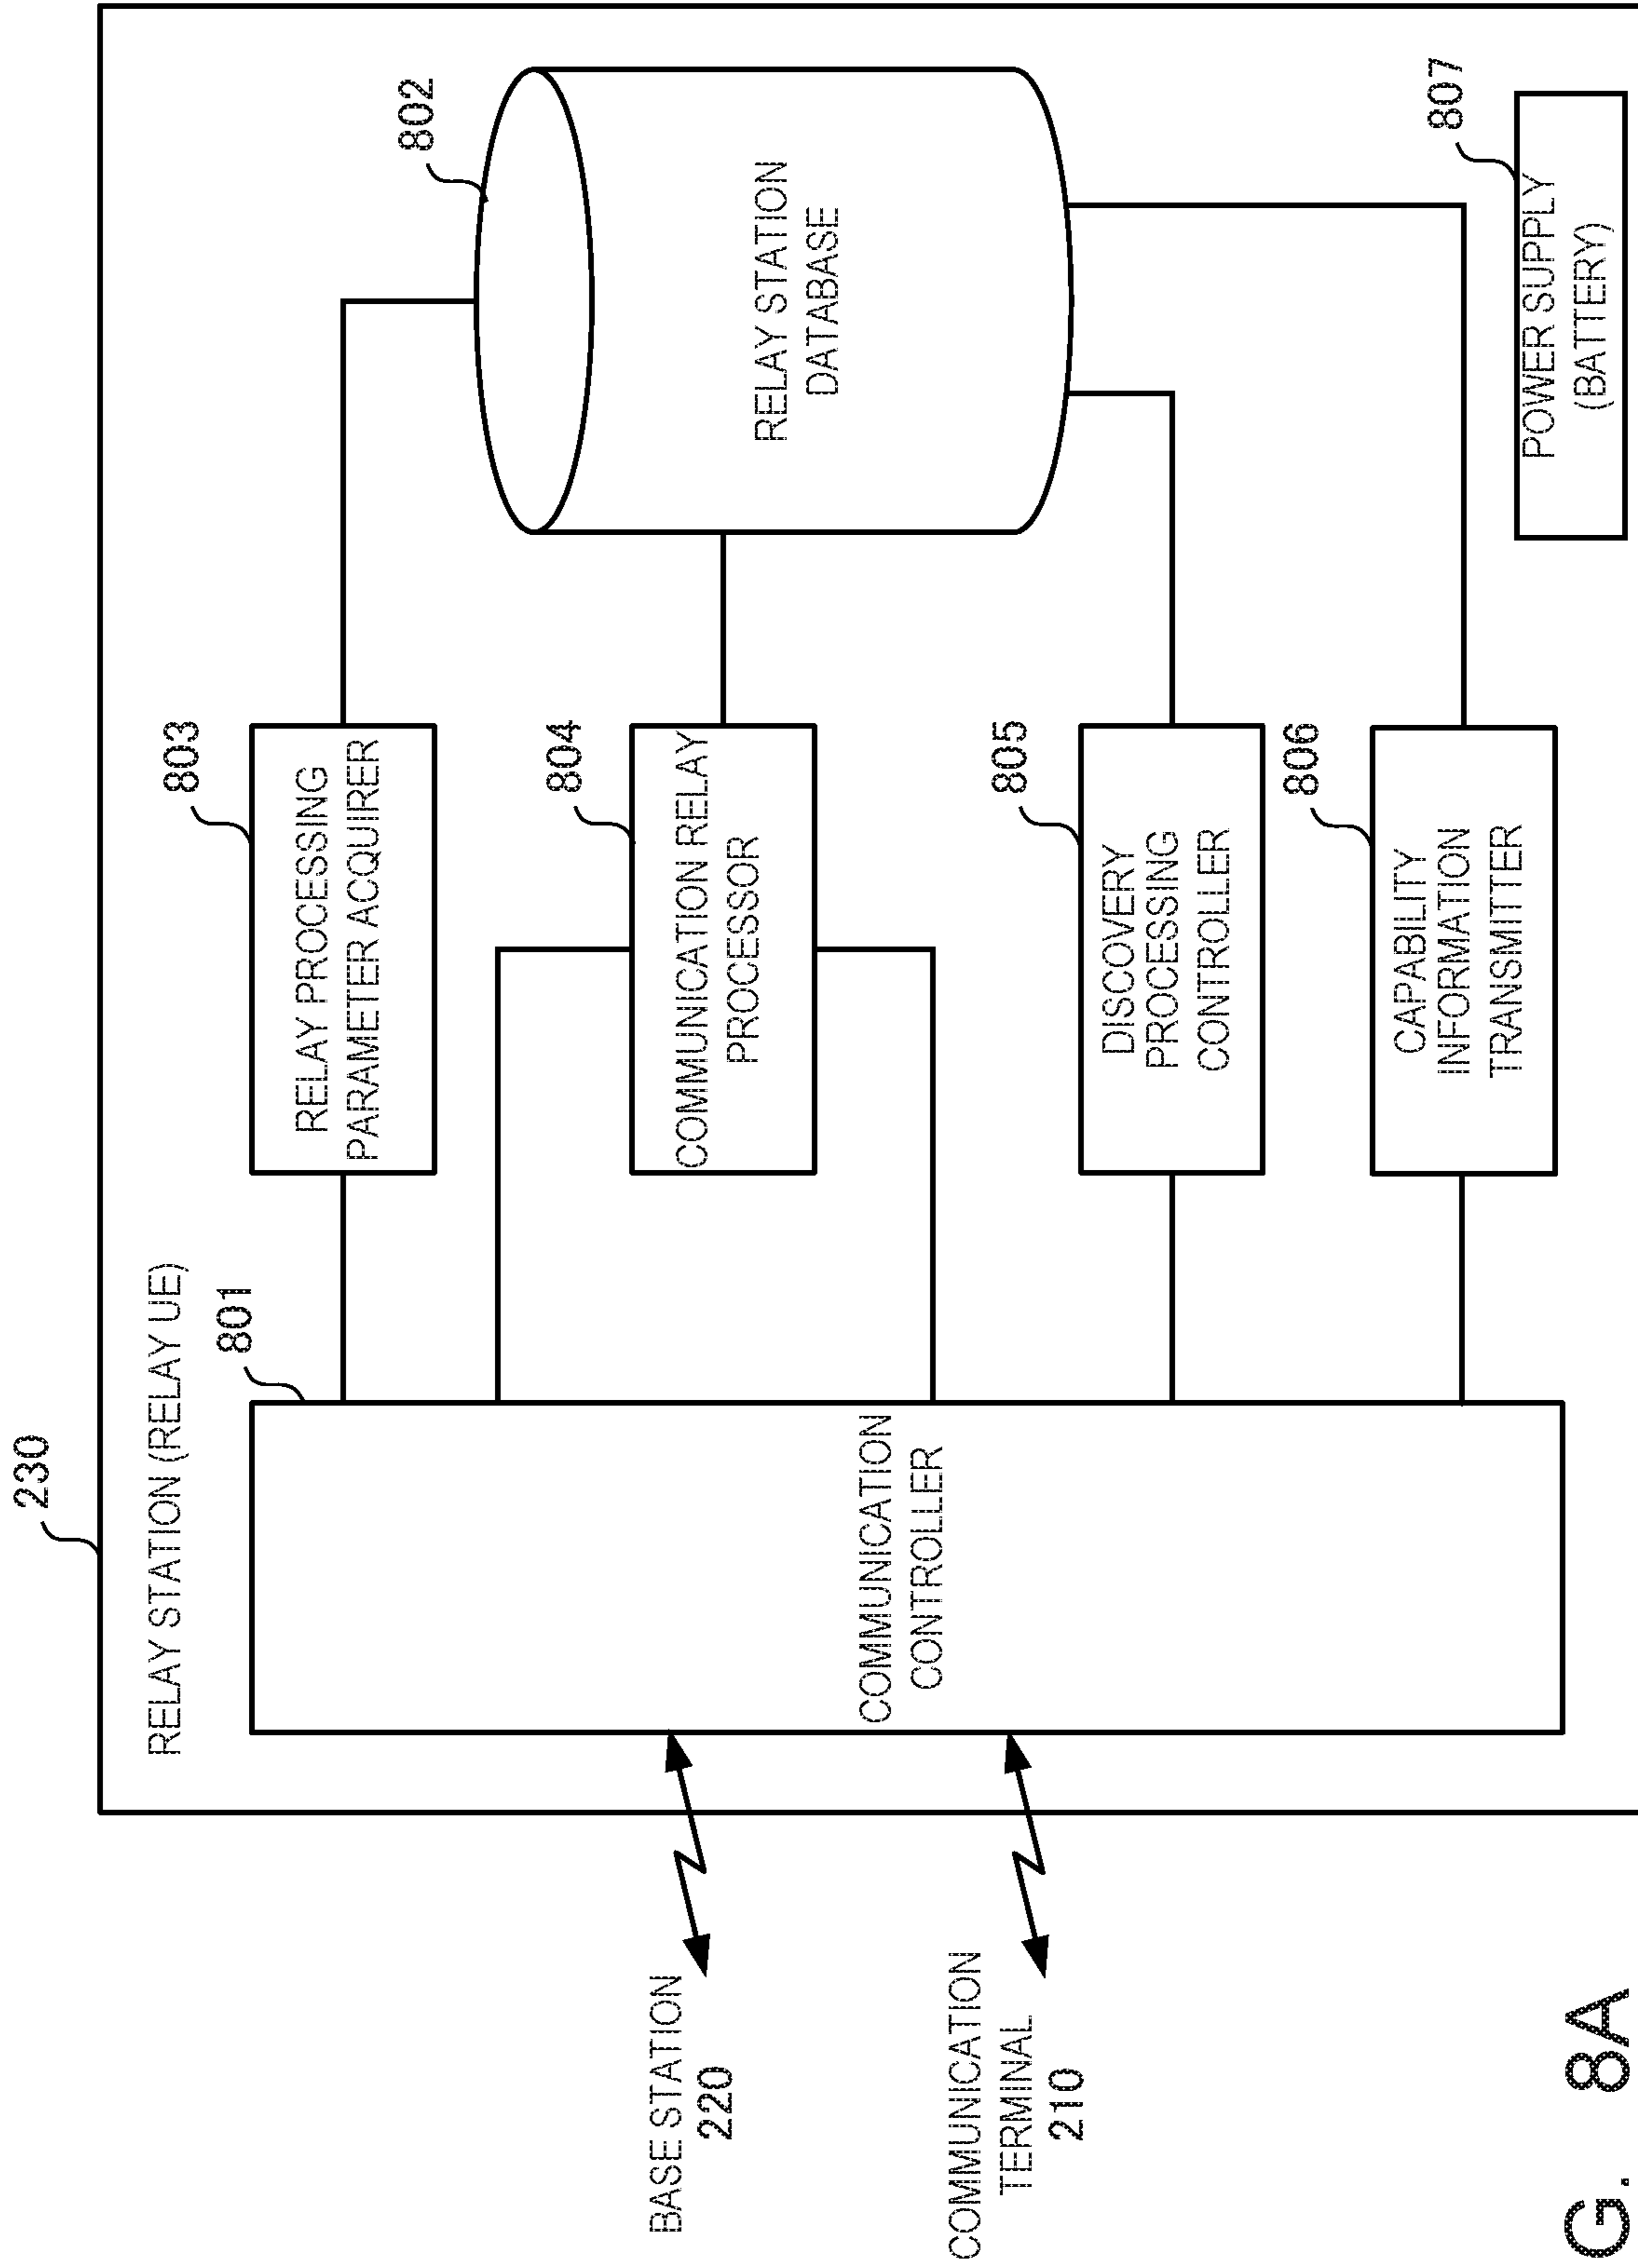 230
RELAY STATION (RELAY UE)
801
COMMUNICATION
CONTROLLER
BASE STATION
220
COMMUNICATION
TERMINAL
210
803
RELAY PROCESSING
PARAMETER ACQUIRER
804
COMMUNICATION RELAY
PROCESSOR
805
DISCOVERY
PROCESSING
CONTROLLER
806
CAPABILITY
INFORMATION
TRANSMITTER
802
RELAY STATION
DATABASE
807
POWER SUPPLY
(BATTERY)
G. 8A